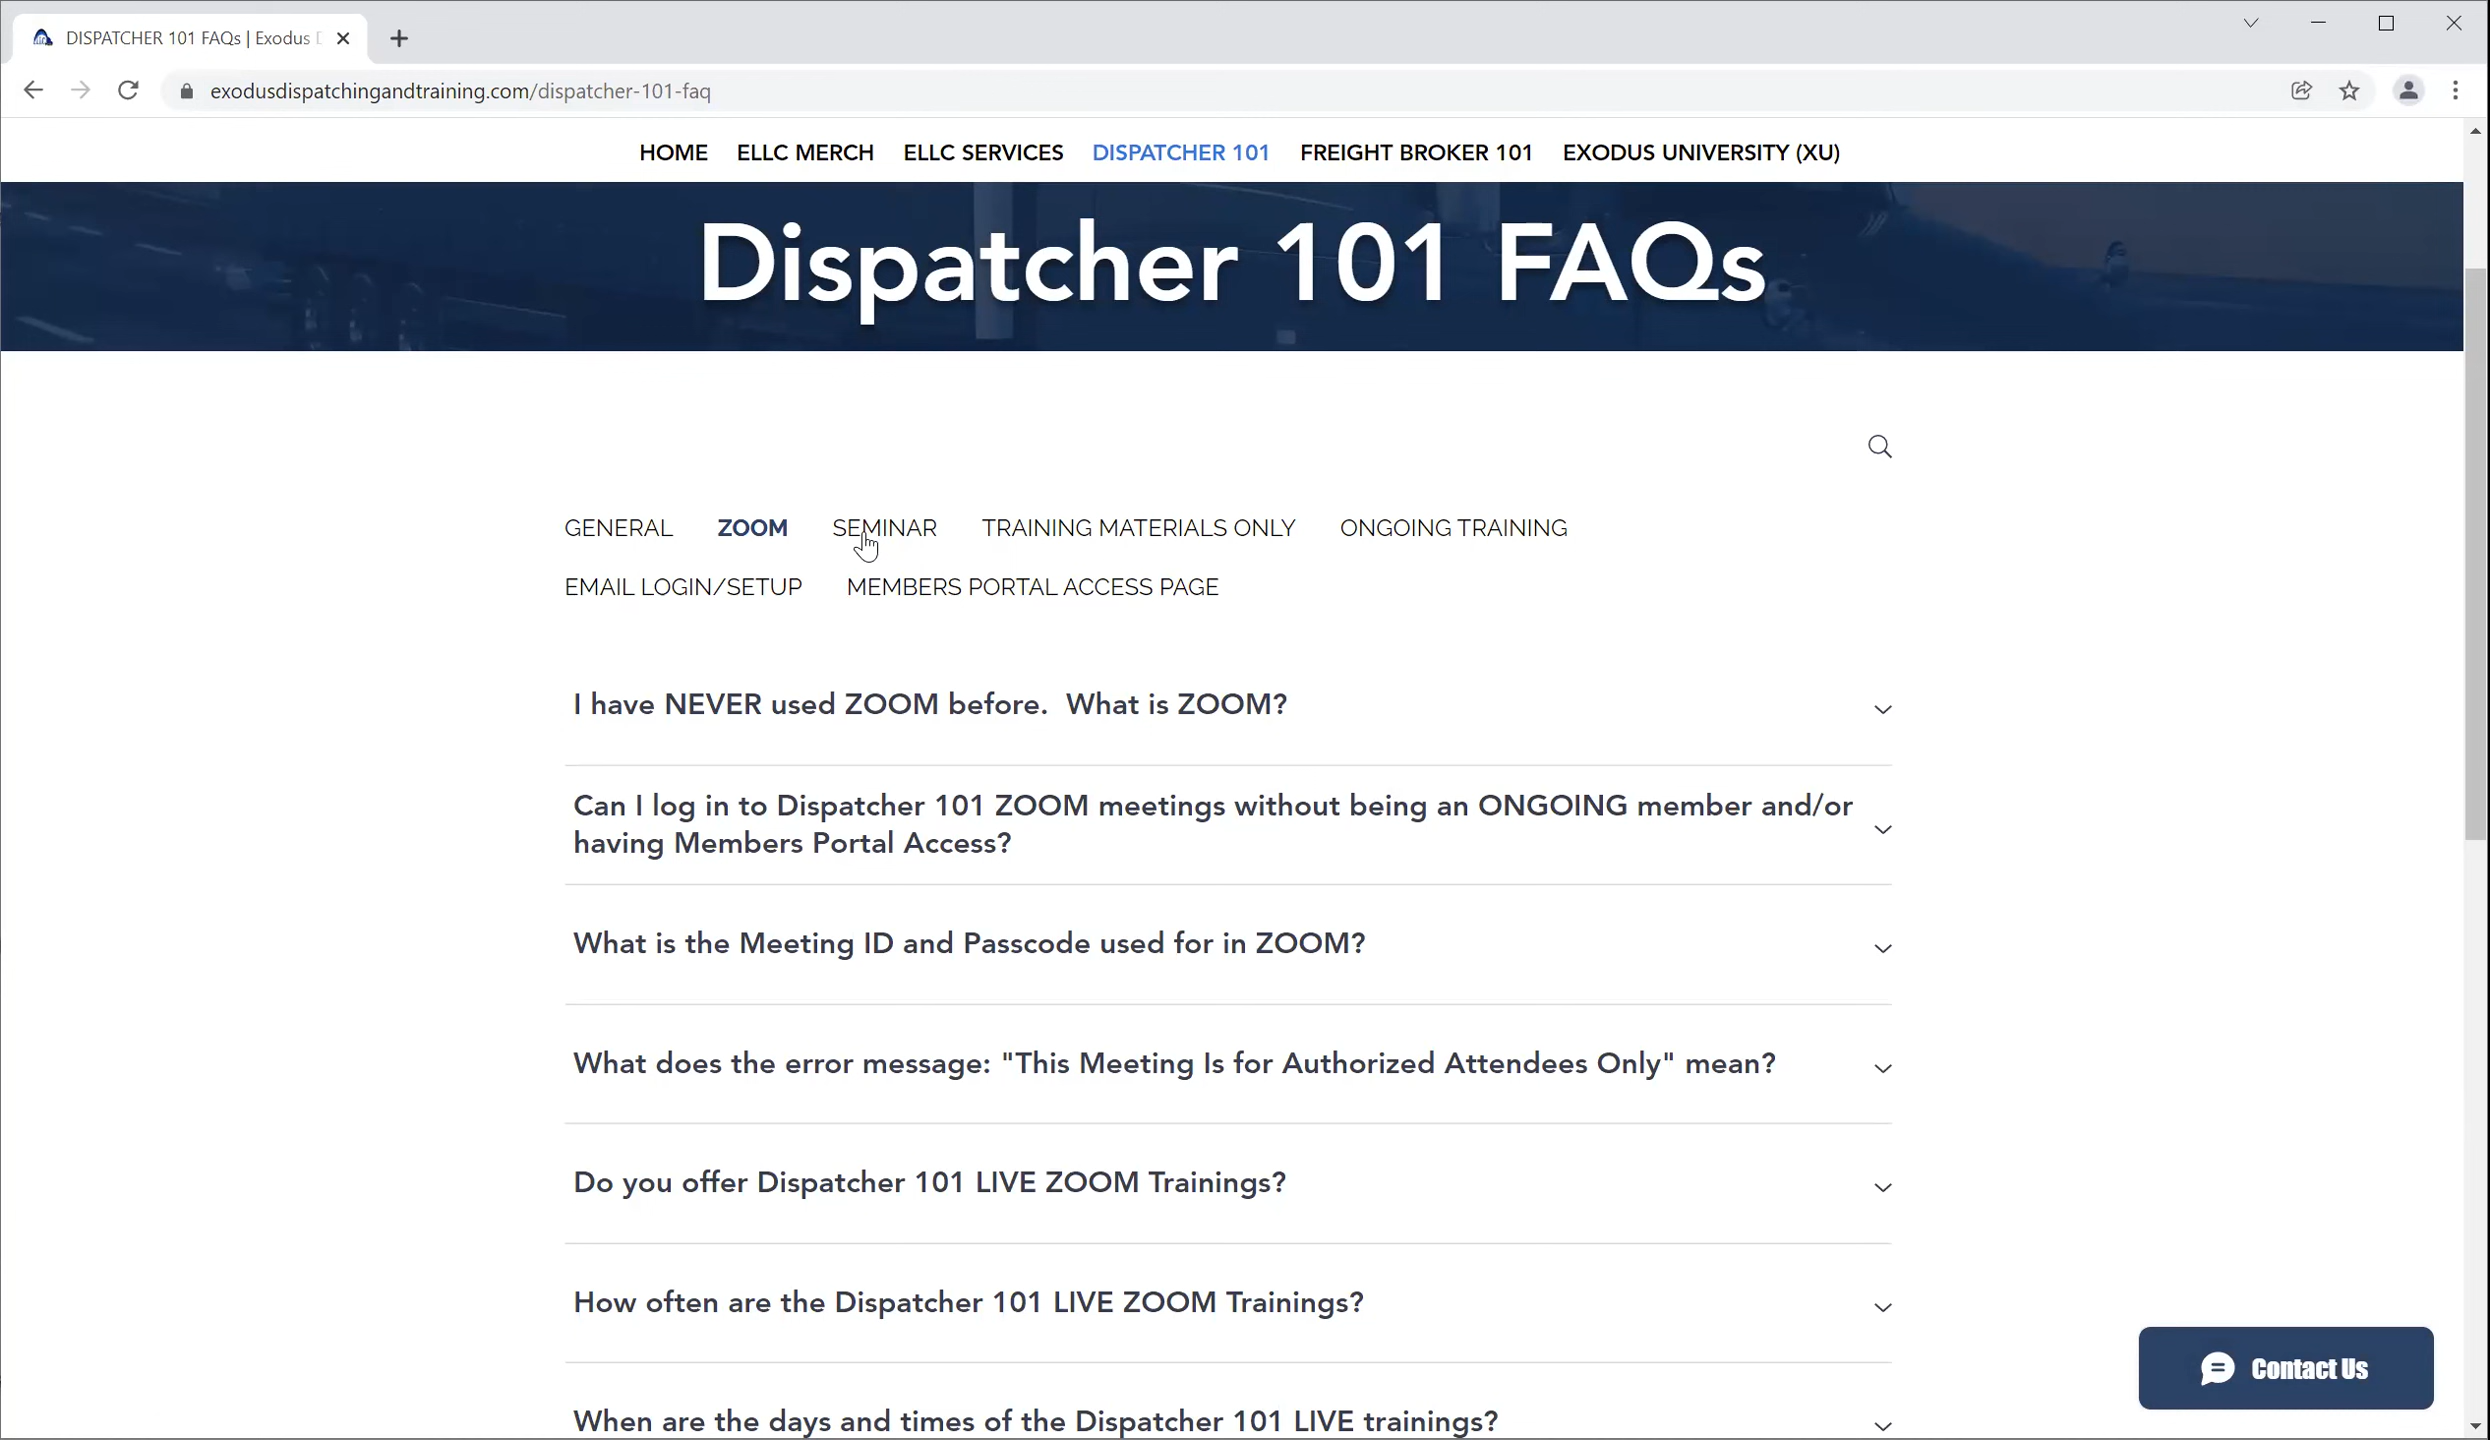 DISPATCHER 101 FAQs | Exodus D
exodusdispatchingandtraining.com/dispatcher-101-faq
HOME ELLC MERCH ELLC SERVICES DISPATCHER 101 FREIGHT BROKER 101 EXODUS UNIVERSITY (XU)
Dispatcher 101 FAQs
GENERAL ZOOM SEMINAR TRAINING MATERIALS ONLY ONGOING TRAINING
EMAIL LOGIN/SETUP MEMBERS PORTAL ACCESS PAGE
I have NEVER used ZOOM before.  What is ZOOM?
Can I log in to Dispatcher 101 ZOOM meetings without being an ONGOING member and/or
having Members Portal Access?
What is the Meeting ID and Passcode used for in ZOOM?
What does the error message: "This Meeting Is for Authorized Attendees Only" mean?
Do you offer Dispatcher 101 LIVE ZOOM Trainings?
How often are the Dispatcher 101 LIVE ZOOM Trainings?
When are the days and times of the Dispatcher 101 LIVE trainings?
Contact Us